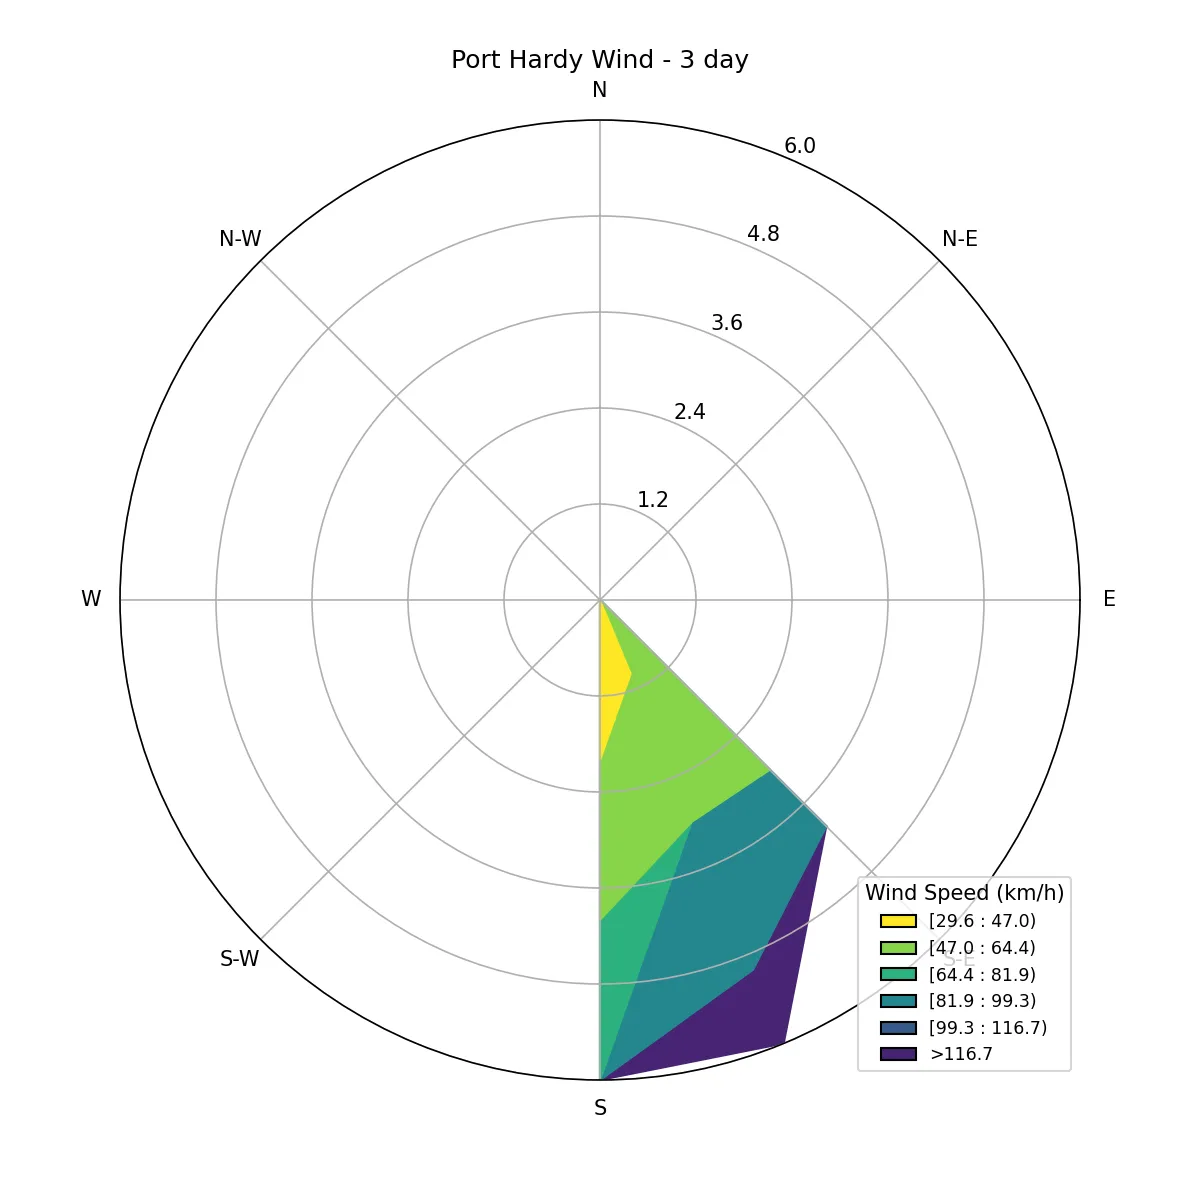 Port Hardy Wind - 3 day
N
6.0
4.8
N-W
N-E
3.6
2.4
1.2
W
E
Wind Speed (km/h)
[29.6 : 47.0)
[47.0 : 64.4)
S-W
S-E
[64.4 : 81.9)
[81.9 : 99.3)
[99.3 : 116.7)
>116.7
S